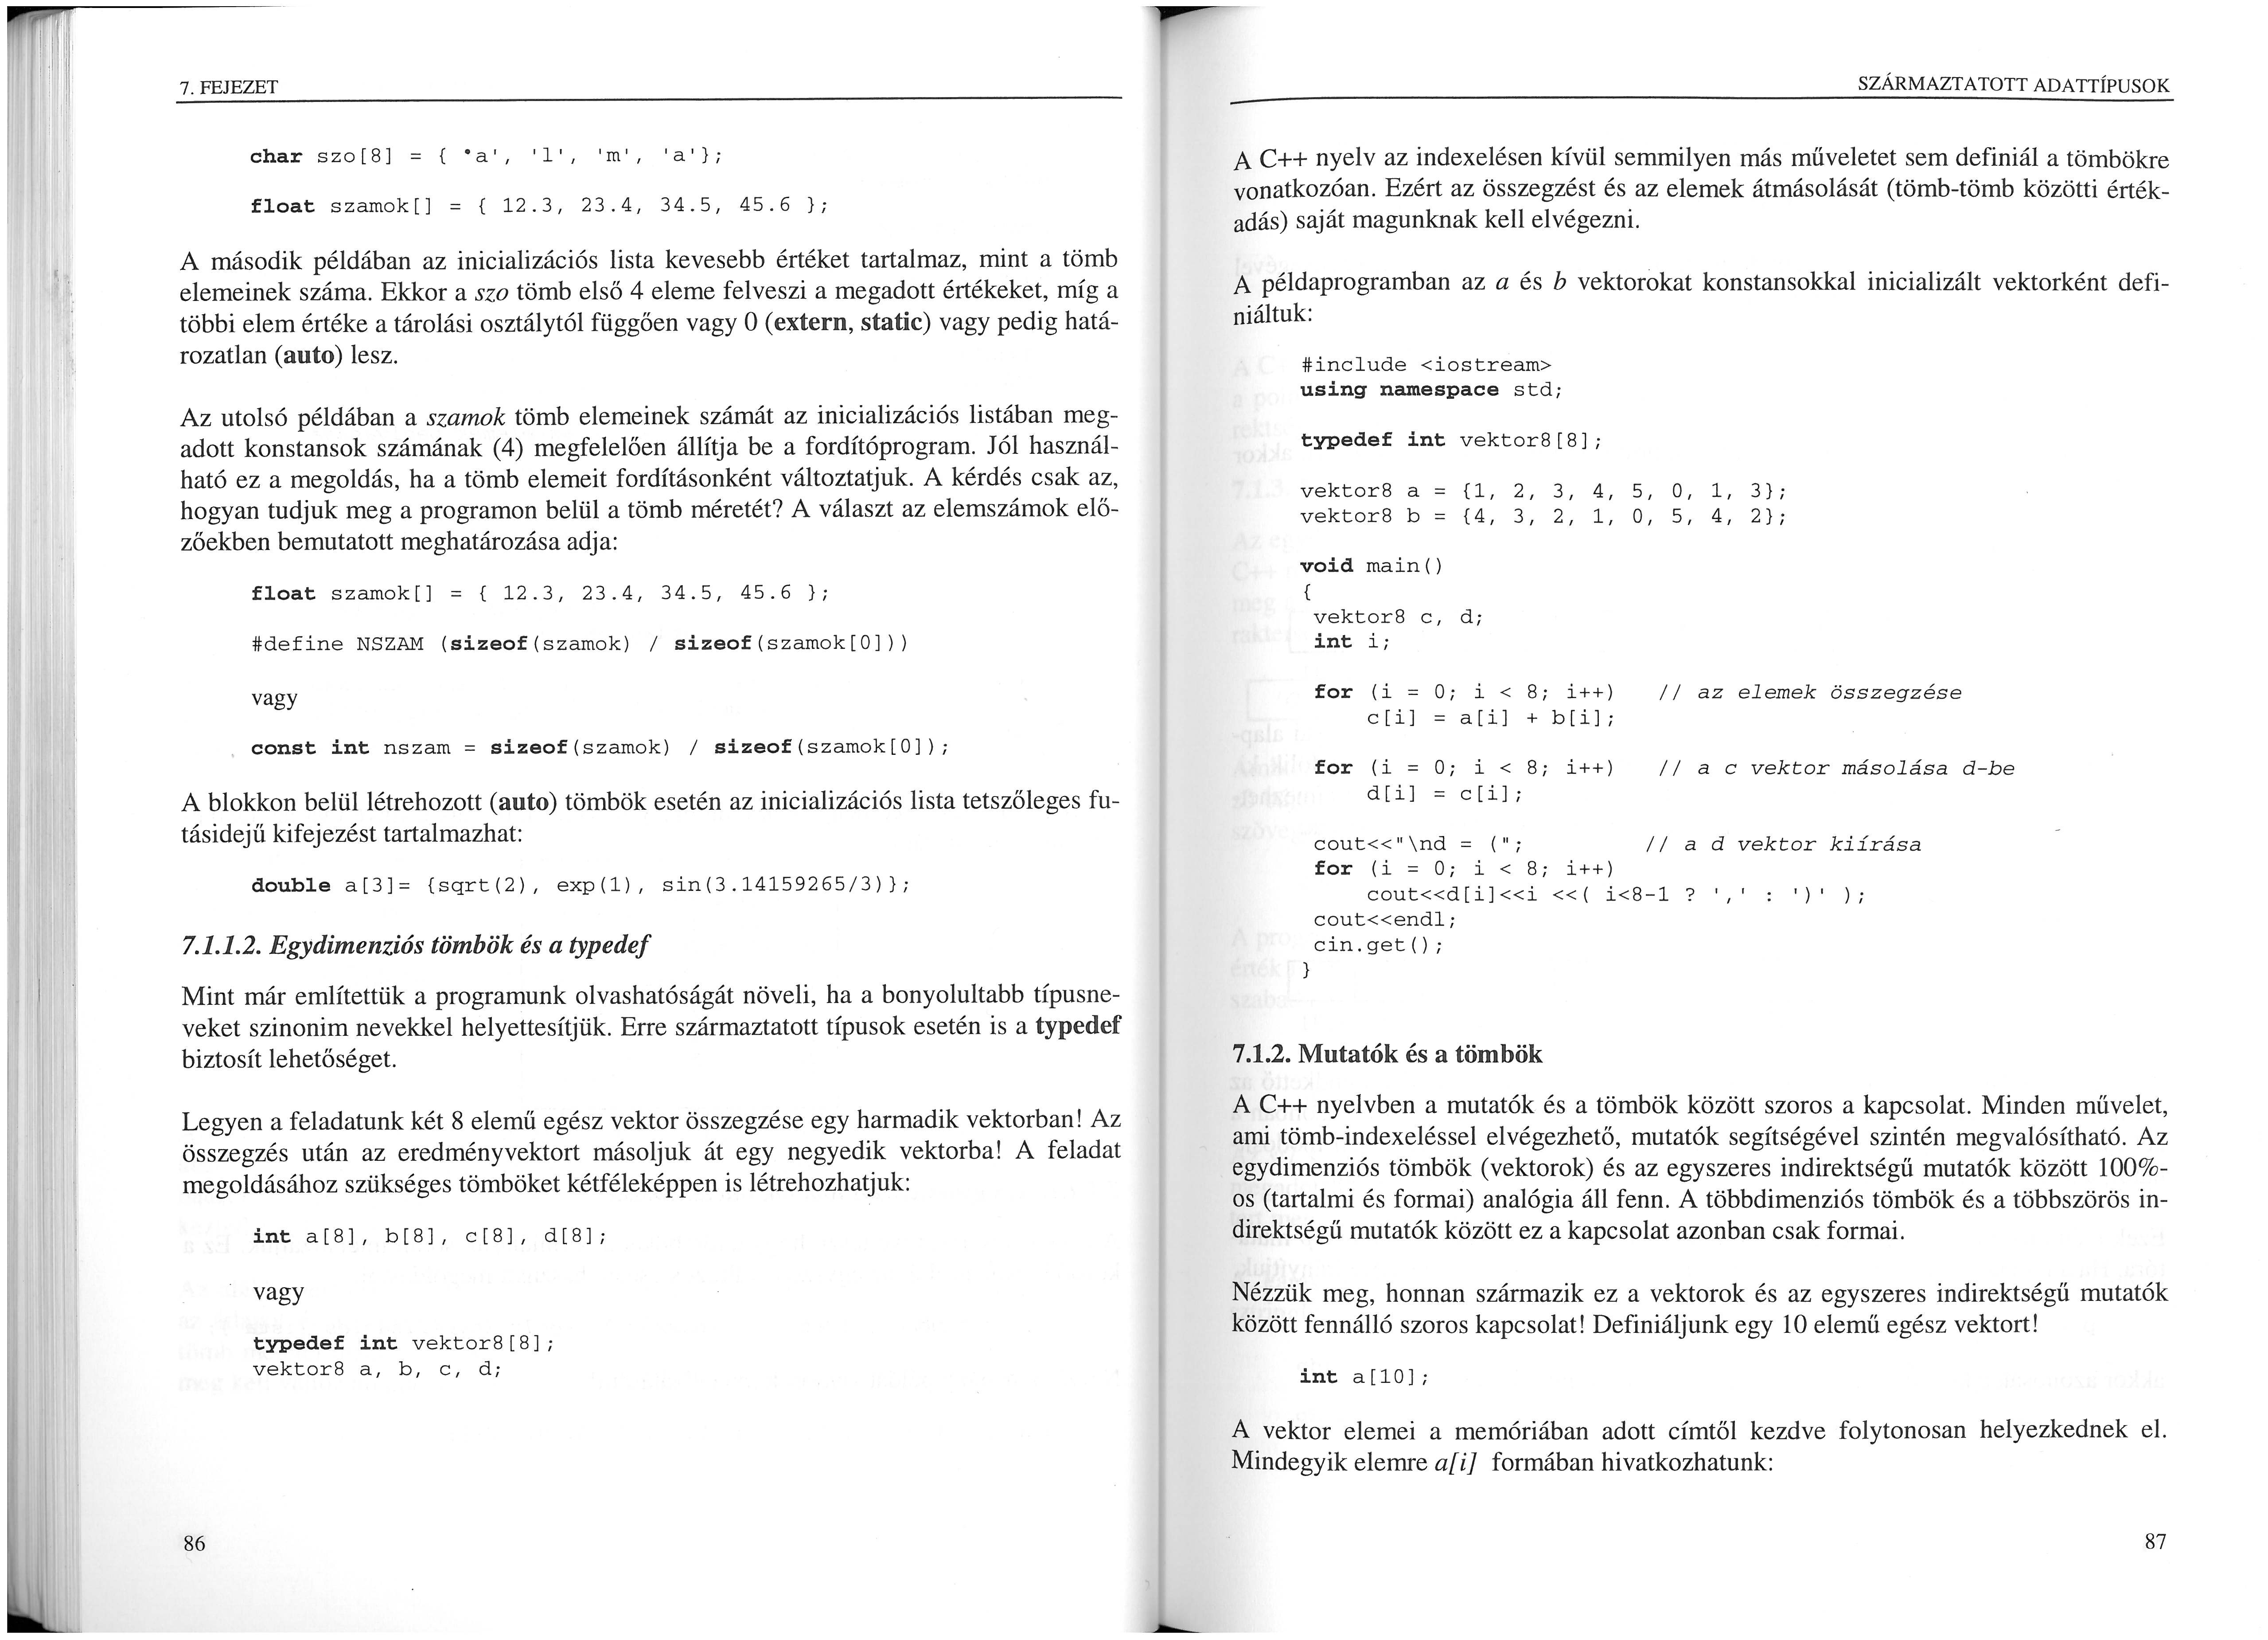 7. FEJEZET
char szo[8] = { 'a', 'l', 'm', 'a'};
float szamok[] = { 12.3, 23.4, 34.5, 45.6 };
A második példában az inicializációs lista kevesebb értéket tartalmaz, mint a tömb
elemeinek száma. Ekkor a szo tömb első 4 eleme felveszi a megadott értékeket, míg a
többi elem értéke a tárolási osztálytól függően vagy 0 (extern, static) vagy pedig hatá-
rozatlan (auto) lesz.
Az utolsó példában a szamok tömb elemeinek számát az inicializációs listában meg-
adott konstansok számának (4) megfelelően állítja be a fordítóprogram. Jól használ-
ható ez a megoldás, ha a tömb elemeit fordításonként változtatjuk. A kérdés csak az,
hogyan tudjuk meg a programon belül a tömb méretét? A választ az elemszámok elő-
zőekben bemutatott meghatározása adja:
float szamok[] = { 12.3, 23.4, 34.5, 45.6 };
#define NSZAM (sizeof(szamok) / sizeof(szamok[0]))
vagy
const int nszam = sizeof(szamok) / sizeof(szamok[0]);
A blokkon belül létrehozott (auto) tömbök esetén az inicializációs lista tetszőleges fu-
tásidejű kifejezést tartalmazhat:
double a[3]= {sqrt(2), exp(1), sin(3.14159265/3)};
7.1.1.2. Egydimenziós tömbök és a typedef
Mint már említettük a programunk olvashatóságát növeli, ha a bonyolultabb típusne-
veket szinonim nevekkel helyettesítjük. Erre származtatott típusok esetén is a typedef
biztosít lehetőséget.
Legyen a feladatunk két 8 elemű egész vektor összegzése egy harmadik vektorban! Az
összegzés után az eredményvektort másoljuk át egy negyedik vektorba! A feladat
megoldásához szükséges tömböket kétféleképpen is létrehozhatjuk:
int a[8], b[8], c[8], d[8];
vagy
typedef int vektor8[8];
vektor8 a, b, c, d;
86
SZÁRMAZTATOTT ADATTÍPUSOK
A C++ nyelv az indexelésen kívül semmilyen más műveletet sem definiál a tömbökre
vonatkozóan. Ezért az összegzést és az elemek átmásolását (tömb-tömb közötti érték-
adás) saját magunknak kell elvégezni.
A példaprogramban az a és b vektorokat konstansokkal inicializált vektorként defi-
niáltuk:
#include <iostream>
using namespace std;
typedef int vektor8[8];
vektor8 a = {1, 2, 3, 4, 5, 0, 1, 3};
vektor8 b = {4, 3, 2, 1, 0, 5, 4, 2};
void main()
{
vektor8 c, d;
int i;
for (i = 0; i < 8; i++) // az elemek összegzése
c[i] = a[i] + b[i];
for (i = 0; i < 8; i++) // a c vektor másolása d-be
d[i] = c[i];
cout<<"\nd = ("; // a d vektor kiírása
for (i = 0; i < 8; i++)
cout<<d[i]<<i <<( i<8-1 ? ',' : ')' );
cout<<endl;
cin.get();
}
7.1.2. Mutatók és a tömbök
A C++ nyelvben a mutatók és a tömbök között szoros a kapcsolat. Minden művelet,
ami tömb-indexeléssel elvégezhető, mutatók segítségével szintén megvalósítható. Az
egydimenziós tömbök (vektorok) és az egyszeres indirektségű mutatók között 100%-
os (tartalmi és formai) analógia áll fenn. A többdimenziós tömbök és a többszörös in-
direktségű mutatók között ez a kapcsolat azonban csak formai.
Nézzük meg, honnan származik ez a vektorok és az egyszeres indirektségű mutatók
között fennálló szoros kapcsolat! Definiáljunk egy 10 elemű egész vektort!
int a[10];
A vektor elemei a memóriában adott címtől kezdve folytonosan helyezkednek el.
Mindegyik elemre a[i] formában hivatkozhatunk:
87